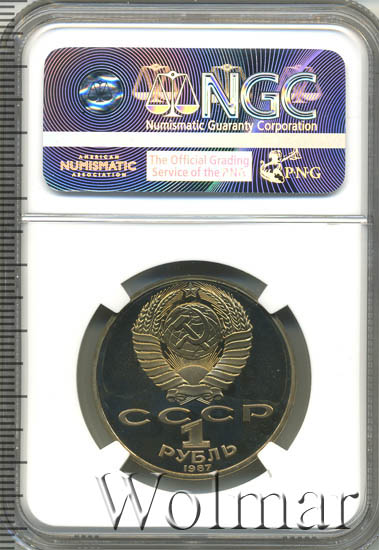 NGC
Numismatic Guaranty Corporation
AMERICAN
NUMISMATIC
ASSOCIATION
The Official Grading
Service of the ANA
PNG
СССР
1
РУБЛЬ
1987
Wolmar